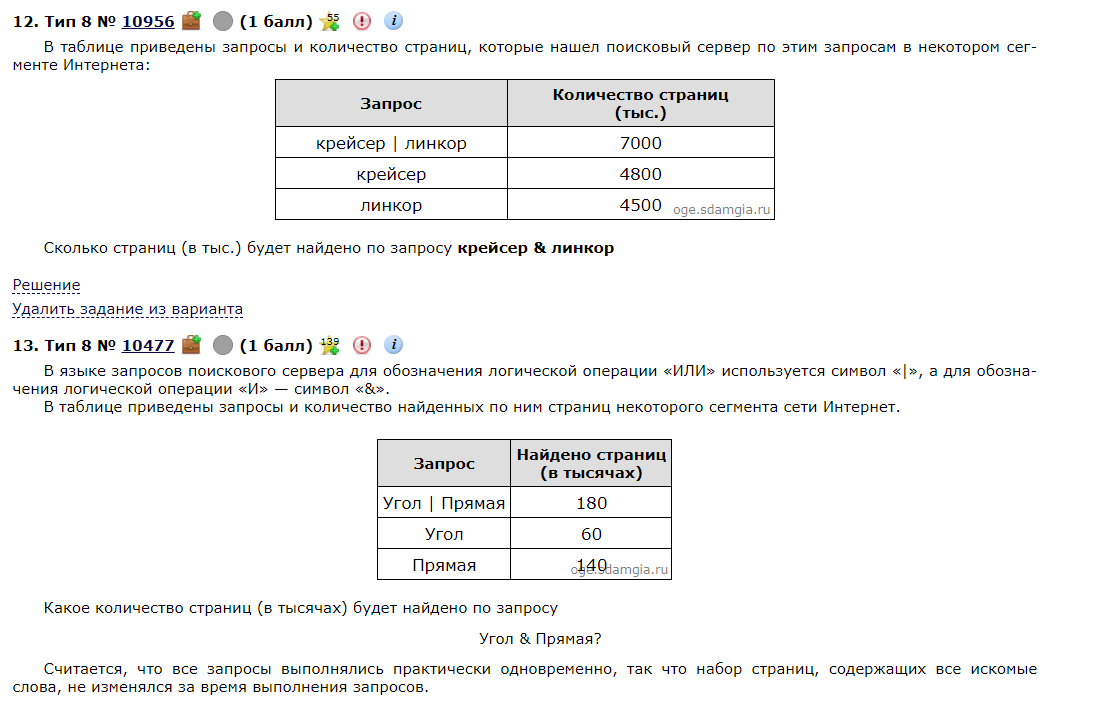 12. Тип 8 № 10956 (1 балл) 55 ! i
В таблице приведены запросы и количество страниц, которые нашел поисковый сервер по этим запросам в некотором сег-
менте Интернета:
Запрос
Количество страниц
(тыс.)
крейсер | линкор
7000
крейсер
4800
линкор
4500
oge.sdamgia.ru
Сколько страниц (в тыс.) будет найдено по запросу крейсер & линкор
Решение
Удалить задание из варианта
13. Тип 8 № 10477 (1 балл) 139 ! i
В языке запросов поискового сервера для обозначения логической операции «ИЛИ» используется символ «|», а для обозна-
чения логической операции «И» — символ «&».
В таблице приведены запросы и количество найденных по ним страниц некоторого сегмента сети Интернет.
Запрос
Найдено страниц
(в тысячах)
Угол | Прямая
180
Угол
60
Прямая
140
oge.sdamgia.ru
Какое количество страниц (в тысячах) будет найдено по запросу
Угол & Прямая?
Считается, что все запросы выполнялись практически одновременно, так что набор страниц, содержащих все искомые
слова, не изменялся за время выполнения запросов.